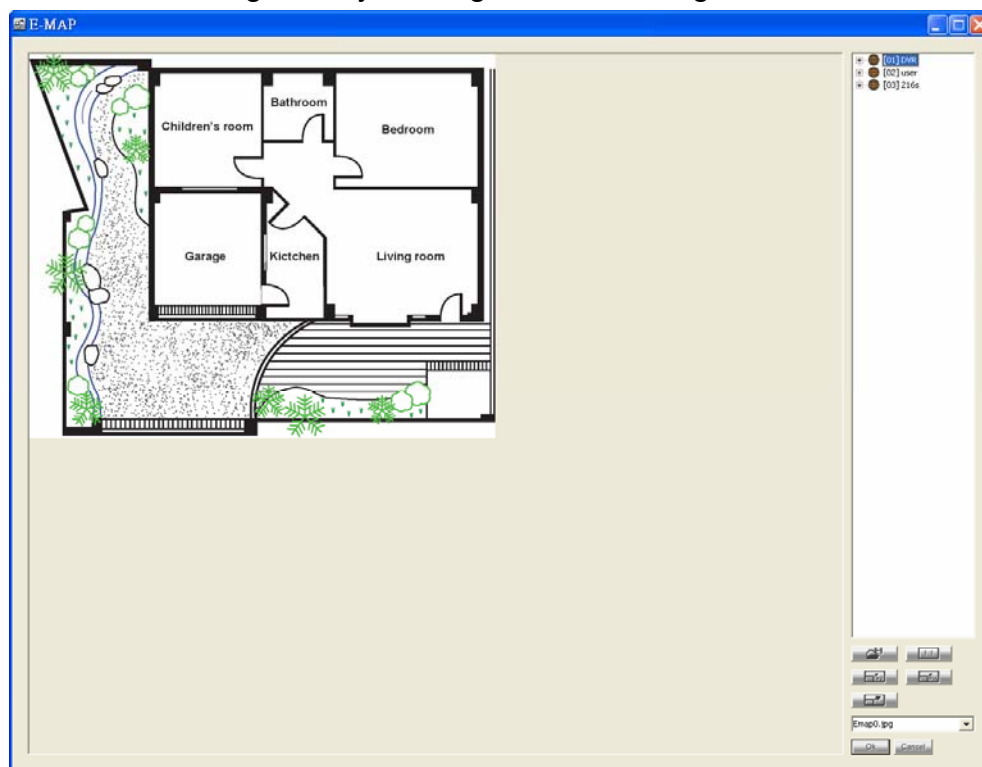 E-MAP
[01] DVR
[02] user
[03] 216s
Bathroom
Children's room
Bedroom
Garage
Kictchen
Living room
Emap0.jpg
Ok
Cancel